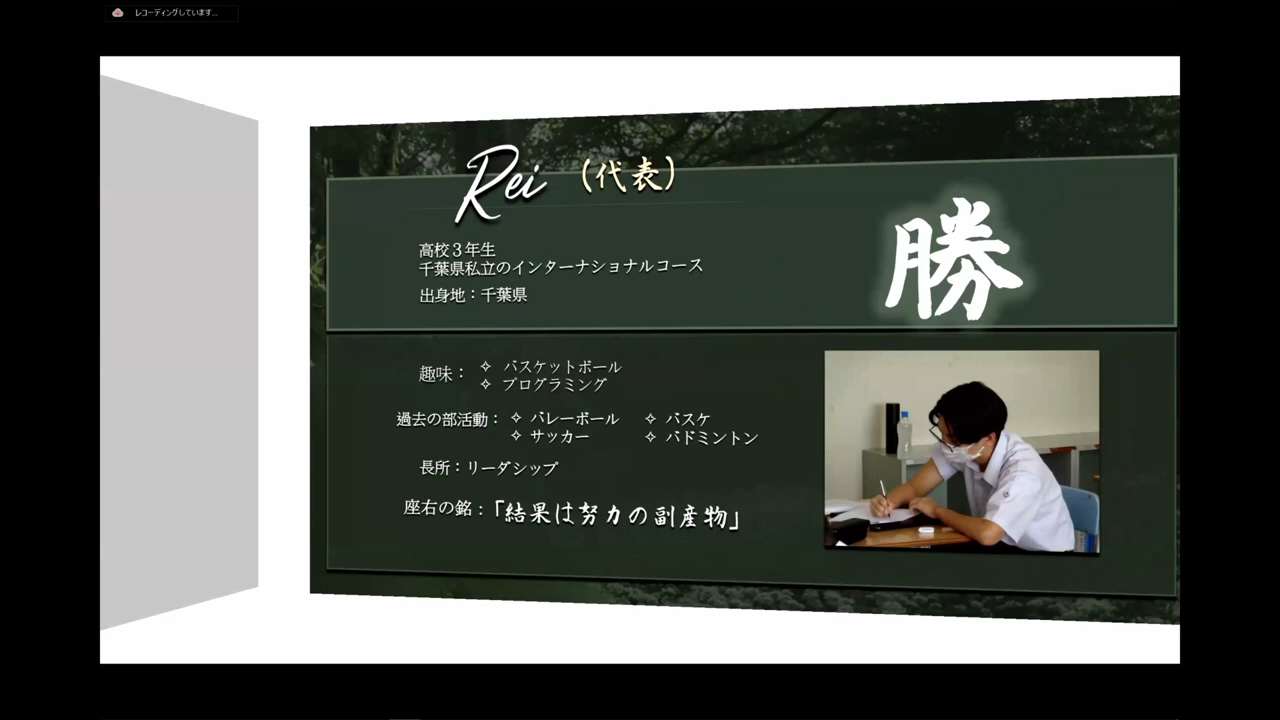 レコーディングしています...
Rei (代表)
勝
高校３年生
千葉県私立のインターナショナルコース
出身地：千葉県
趣味： ✧ バスケットボール
✧ プログラミング
過去の部活動： ✧ バレーボール ✧ バスケ
✧ サッカー ✧ バドミントン
長所：リーダシップ
座右の銘：「結果は努力の副産物」